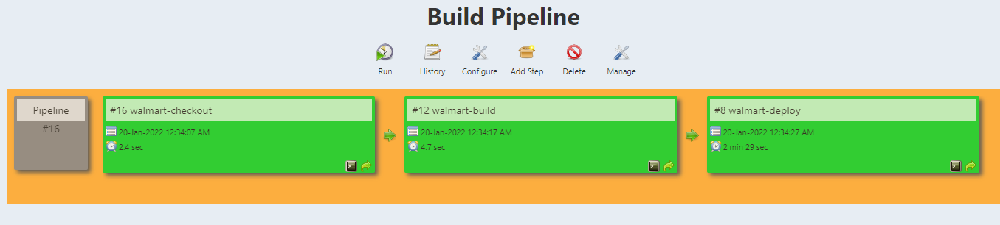 Build Pipeline
Run
History
Configure
Add Step
Delete
Manage
Pipeline
#16
#16 walmart-checkout
20-Jan-2022 12:34:07 AM
2.4 sec
#12 walmart-build
20-Jan-2022 12:34:17 AM
4.7 sec
#8 walmart-deploy
20-Jan-2022 12:34:27 AM
2 min 29 sec